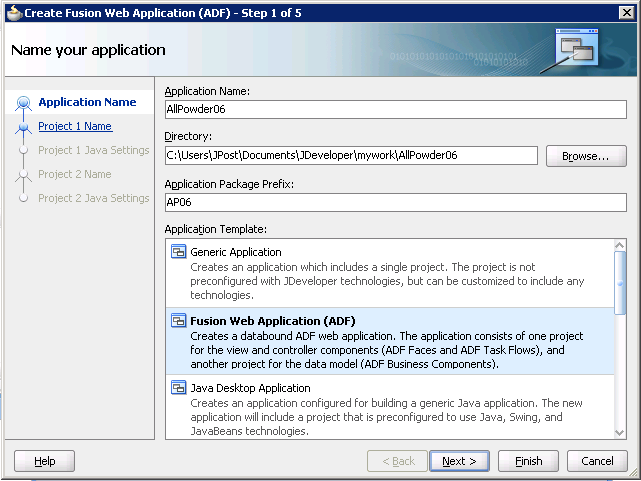 Create Fusion Web Application (ADF) - Step 1 of 5
Name your application
Application Name
Project 1 Name
Project 1 Java Settings
Project 2 Name
Project 2 Java Settings
Application Name:
AllPowder06
Directory:
C:\Users\JPost\Documents\JDeveloper\mywork\AllPowder06
Browse...
Application Package Prefix:
AP06
Application Template:
Generic Application
Creates an application which includes a single project. The project is not
preconfigured with JDeveloper technologies, but can be customized to include any
technologies.
Fusion Web Application (ADF)
Creates a databound ADF web application. The application consists of one project
for the view and controller components (ADF Faces and ADF Task Flows), and
another project for the data model (ADF Business Components).
Java Desktop Application
Creates an application configured for building a generic Java application. The new
application will include a project that is preconfigured to use Java, Swing, and
JavaBeans technologies.
Help
< Back
Next >
Finish
Cancel